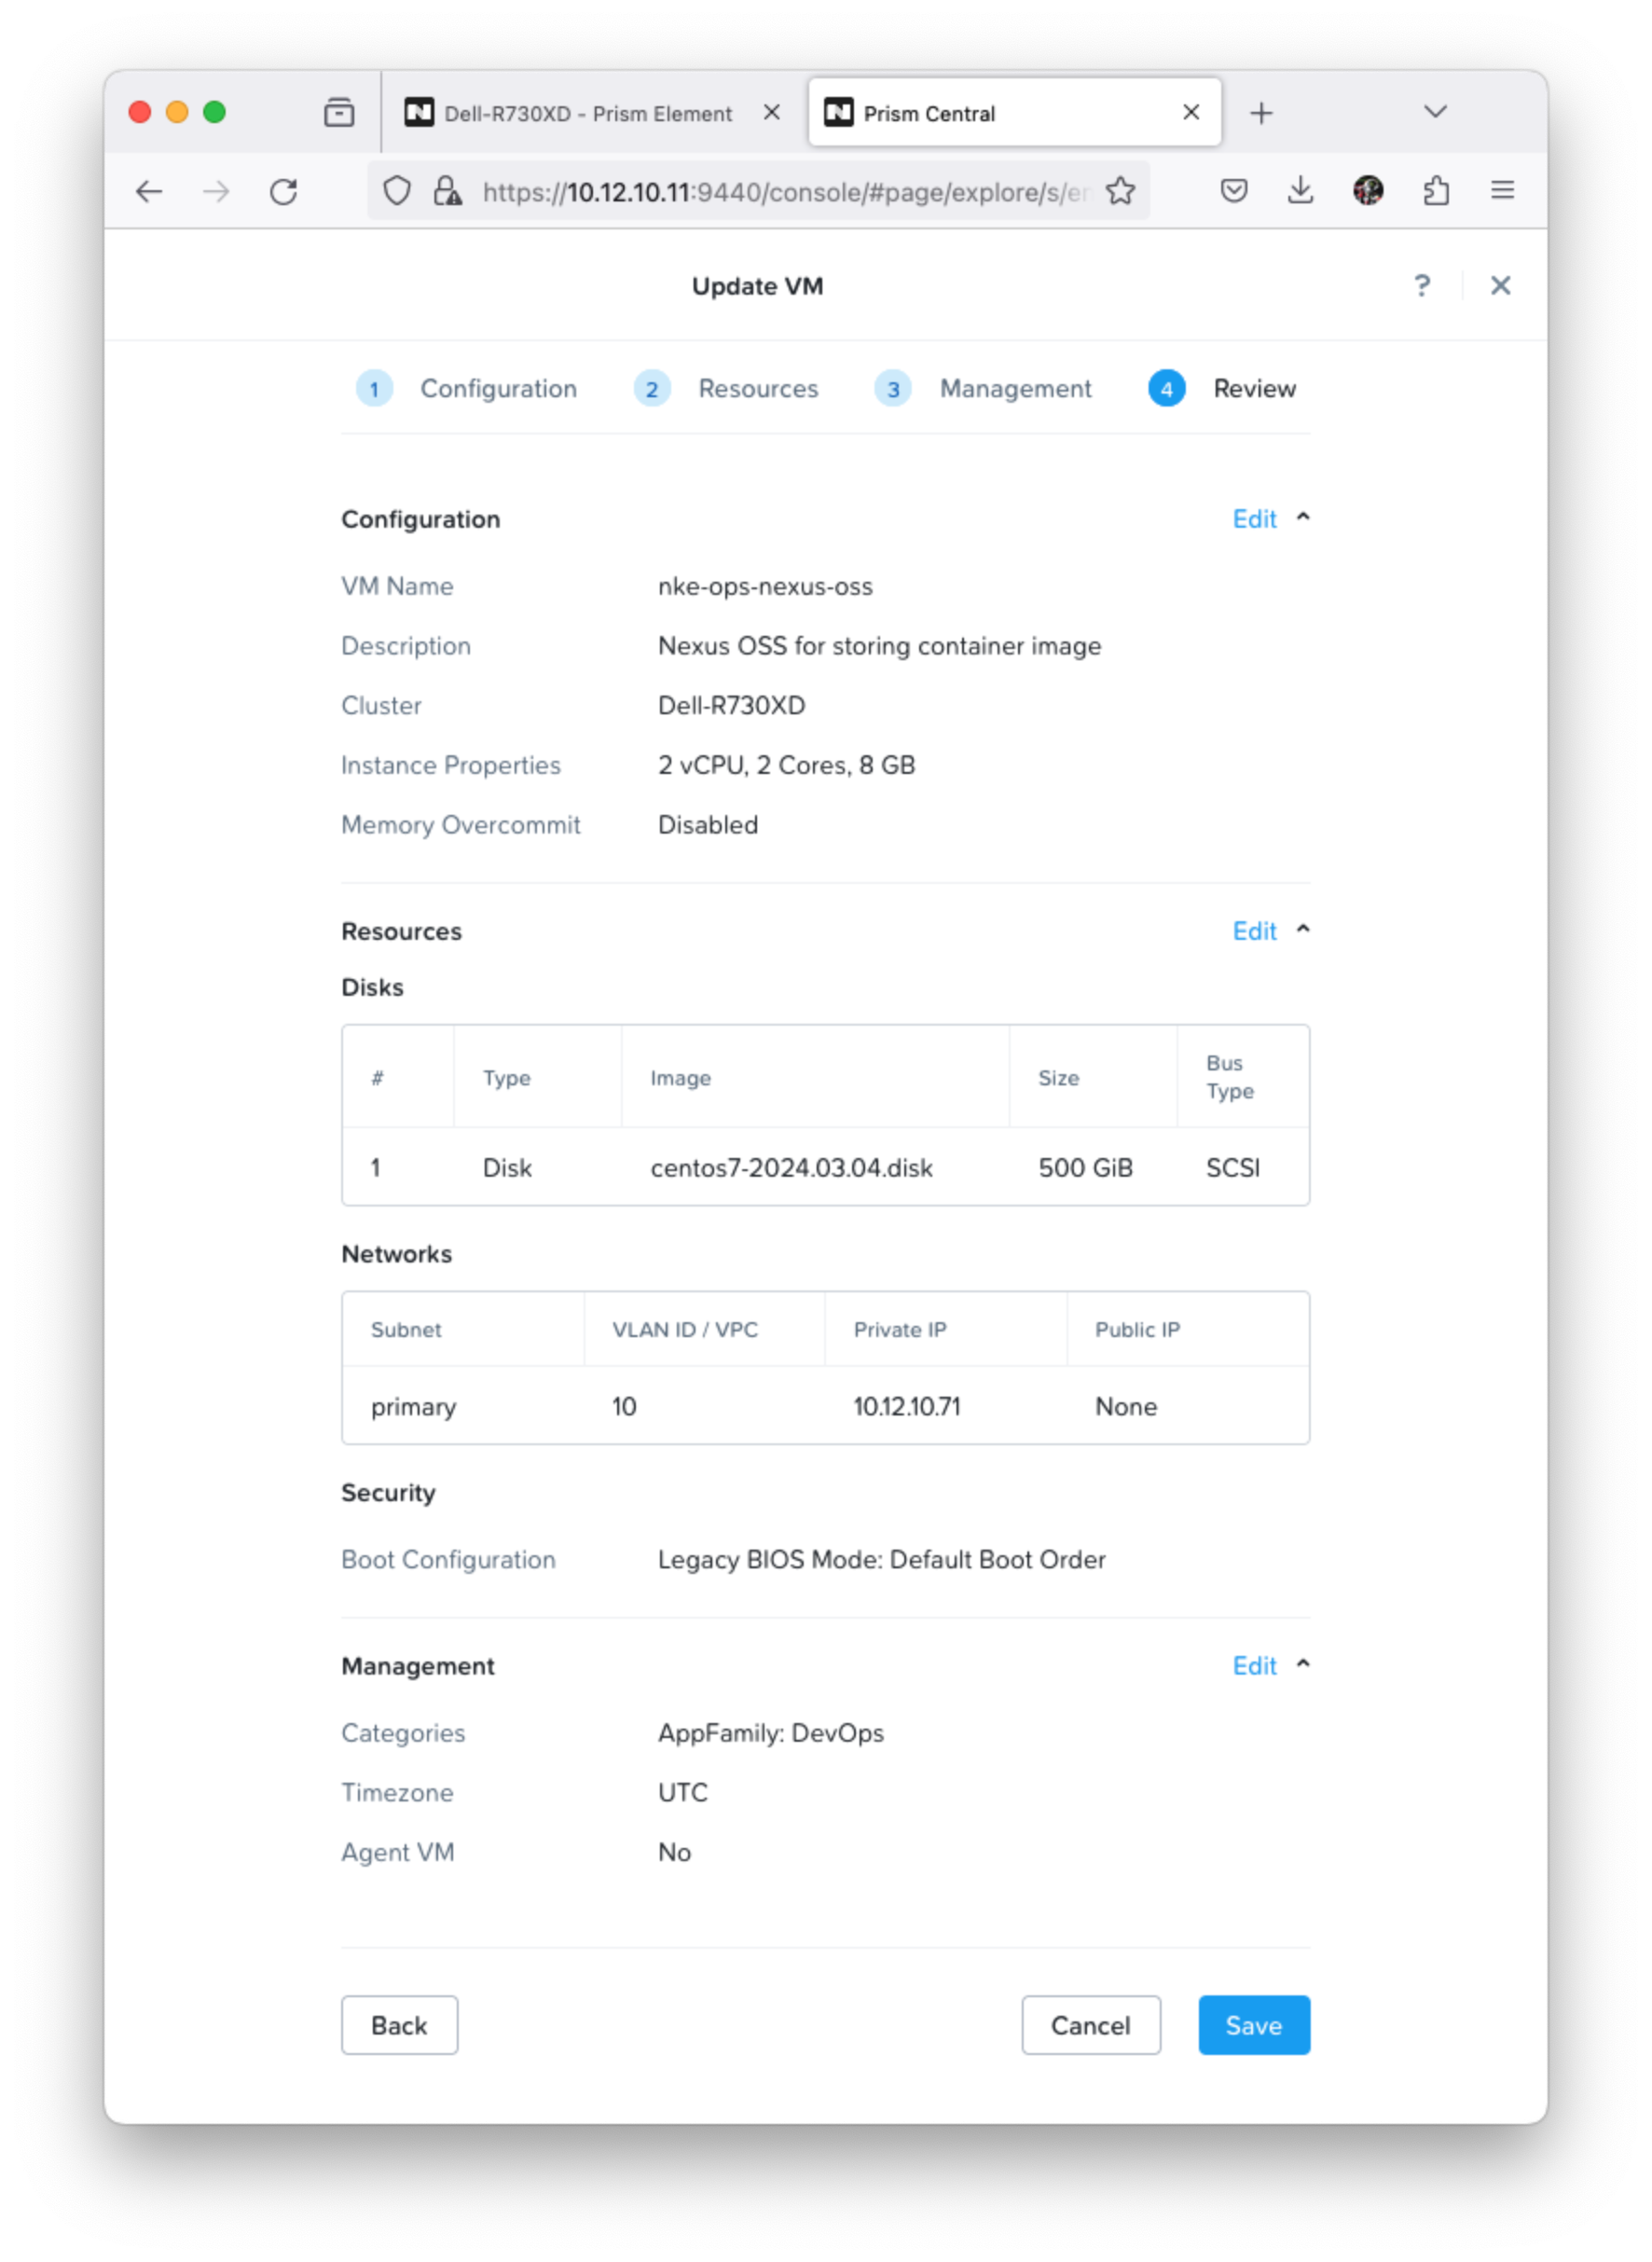 Dell-R730XD - Prism Element
Prism Central
https://10.12.10.11:9440/console/#page/explore/s/en
Update VM
?
1 Configuration 2 Resources 3 Management 4 Review
Configuration Edit
VM Name nke-ops-nexus-oss
Description Nexus OSS for storing container image
Cluster Dell-R730XD
Instance Properties 2 vCPU, 2 Cores, 8 GB
Memory Overcommit Disabled
Resources Edit
Disks
# Type Image Size Bus Type
1 Disk centos7-2024.03.04.disk 500 GiB SCSI
Networks
Subnet VLAN ID / VPC Private IP Public IP
primary 10 10.12.10.71 None
Security
Boot Configuration Legacy BIOS Mode: Default Boot Order
Management Edit
Categories AppFamily: DevOps
Timezone UTC
Agent VM No
Back Cancel Save